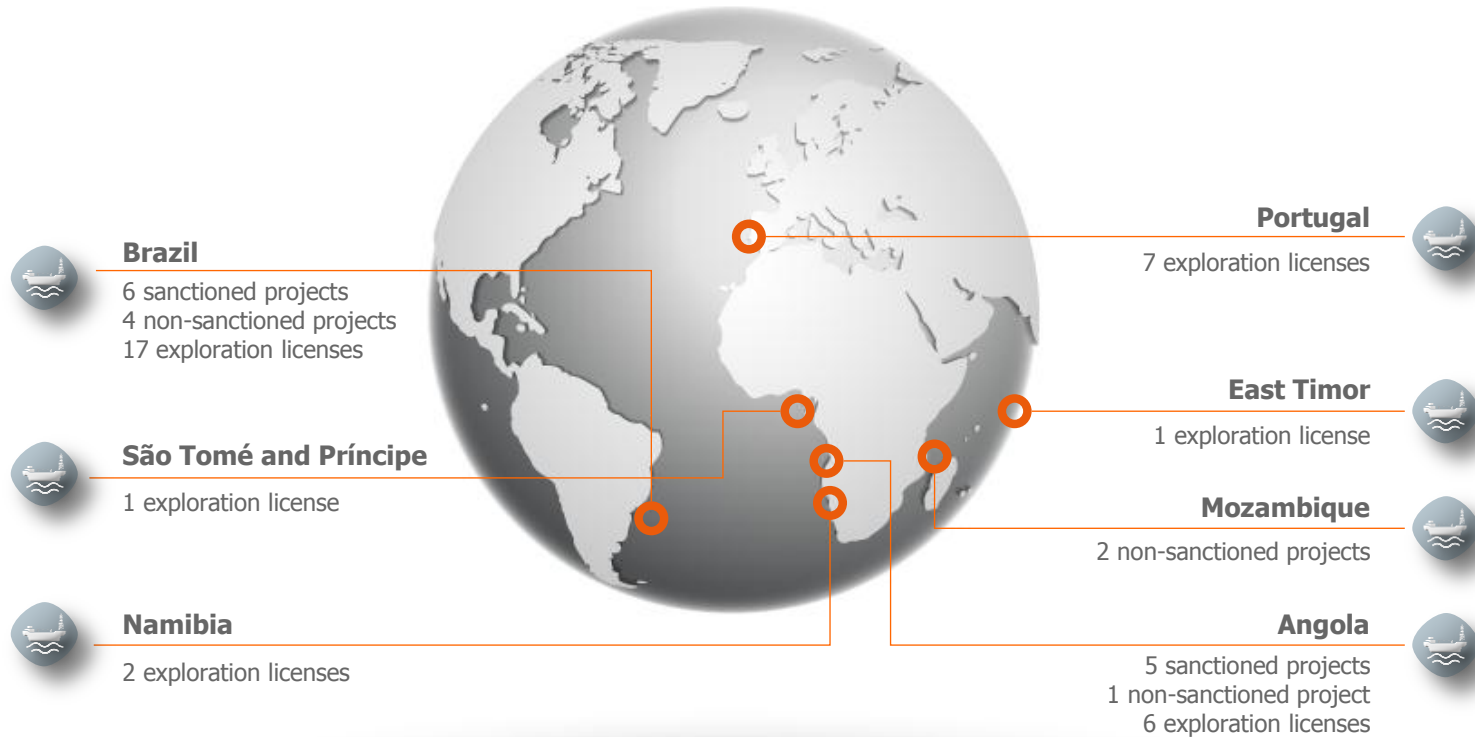 Brazil
6 sanctioned projects
4 non-sanctioned projects
17 exploration licenses
São Tomé and Príncipe
1 exploration license
Namibia
2 exploration licenses
Portugal
7 exploration licenses
East Timor
1 exploration license
Mozambique
2 non-sanctioned projects
Angola
5 sanctioned projects
1 non-sanctioned project
6 exploration licenses